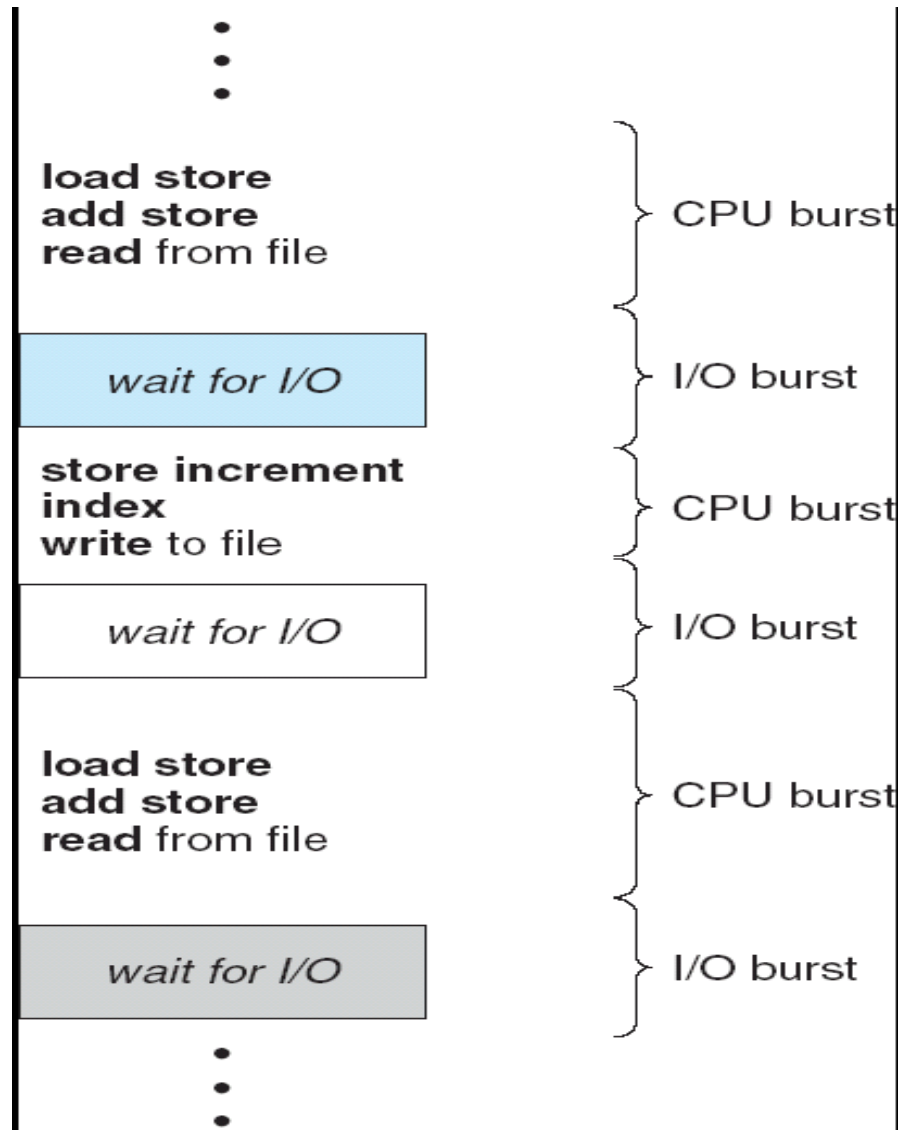 load store
add store
read from file
CPU burst
wait for I/O
I/O burst
store increment
index
write to file
CPU burst
wait for I/O
I/O burst
load store
add store
read from file
CPU burst
wait for I/O
I/O burst